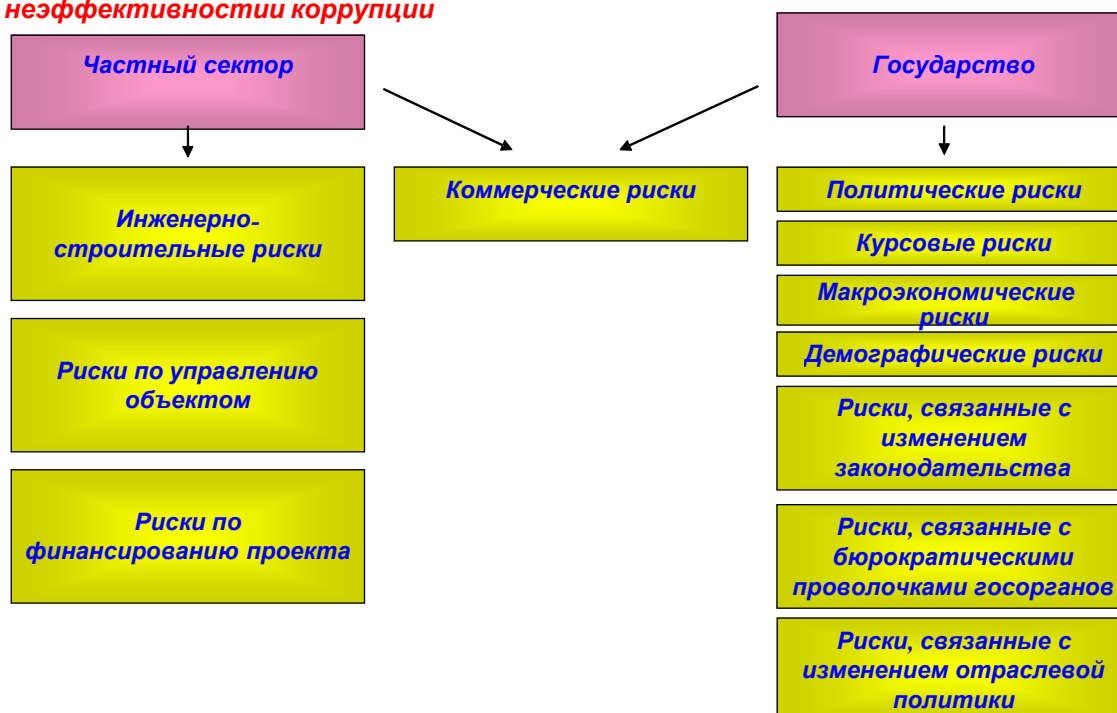 неэффективностии коррупции
Частный сектор
Государство
Коммерческие риски
Инженерно-
строительные риски
Риски по управлению
объектом
Риски по
финансированию проекта
Политические риски
Курсовые риски
Макроэкономические
риски
Демографические риски
Риски, связанные с
изменением
законодательства
Риски, связанные с
бюрократическими
проволочками госорганов
Риски, связанные с
изменением отраслевой
политики